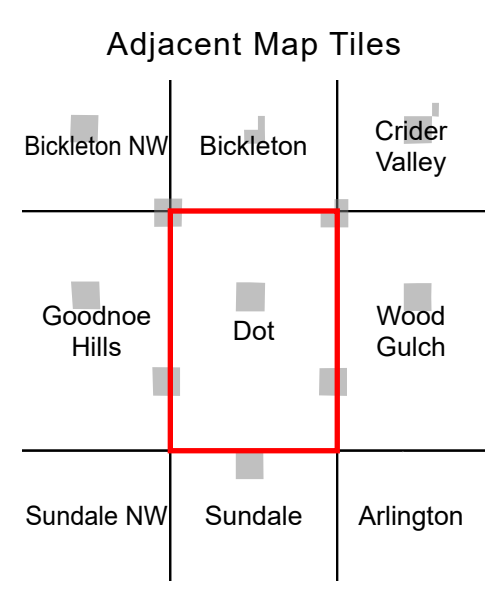 Adjacent Map Tiles
Bickleton NW
Bickleton
Crider
Valley
Goodnoe
Hills
Dot
Wood
Gulch
Sundale NW
Sundale
Arlington